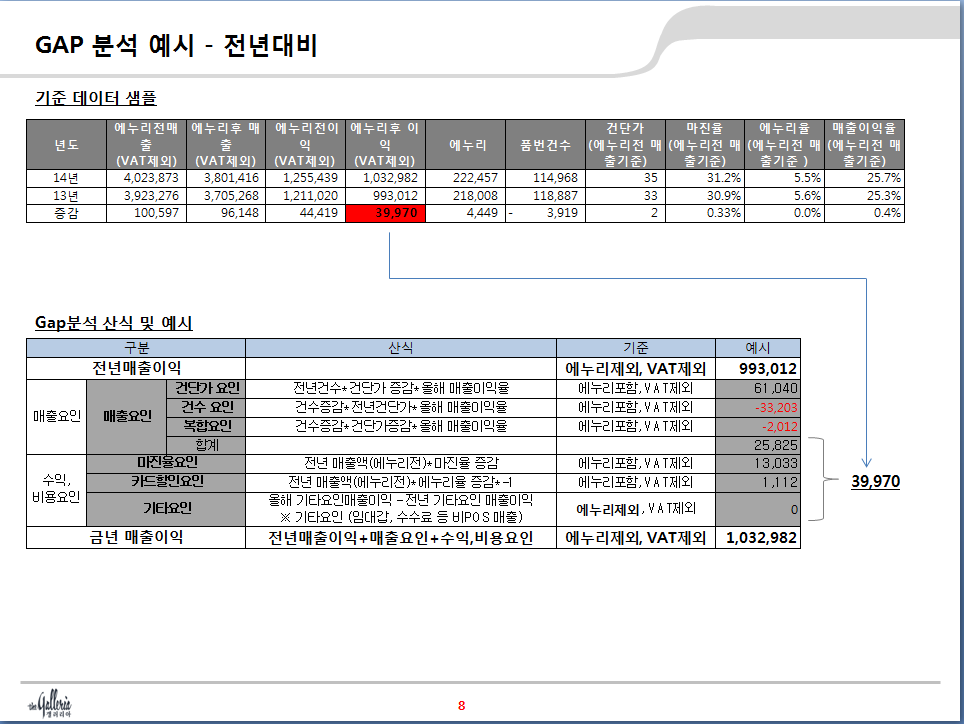 GAP 분석 예시 - 전년대비
기준 데이터 샘플
년도 에누리전매출 (VAT제외) 에누리후 매출 (VAT제외) 에누리전이익 (VAT제외) 에누리후 이익 (VAT제외) 에누리 품번건수 건단가 (에누리전 매출기준) 마진율 (에누리전 매출기준) 에누리율 (에누리전 매출기준 ) 매출이익율 (에누리전 매출기준)
14년 4,023,873 3,801,416 1,255,439 1,032,982 222,457 114,968 35 31.2% 5.5% 25.7%
13년 3,923,276 3,705,268 1,211,020 993,012 218,008 118,887 33 30.9% 5.6% 25.3%
증감 100,597 96,148 44,419 39,970 4,449 - 3,919 2 0.33% 0.0% 0.4%
Gap분석 산식 및 예시
구분 산식 기준 예시
전년매출이익 에누리제외, VAT제외 993,012
매출요인 매출요인 건단가 요인 전년건수*건단가 증감*올해 매출이익율 에누리포함, VAT제외 61,040
건수 요인 건수증감*전년건단가*올해 매출이익율 에누리포함, VAT제외 -33,203
복합요인 건수증감*건단가증감*올해 매출이익율 에누리포함, VAT제외 -2,012
합계 25,825
수익, 비용요인 마진율요인 전년 매출액(에누리전)*마진율 증감 에누리포함, VAT제외 13,033
카드할인요인 전년 매출액(에누리전)*에누리율 증감*-1 에누리포함, VAT제외 1,112
기타요인 올해 기타요인매출이익 - 전년 기타요인 매출이익 에누리제외, VAT제외 0
※ 기타요인 (임대갑, 수수료 등 비POS 매출)
금년 매출이익 전년매출이익+매출요인+수익,비용요인 에누리제외, VAT제외 1,032,982
39,970
the Galleria
갤러리아
8